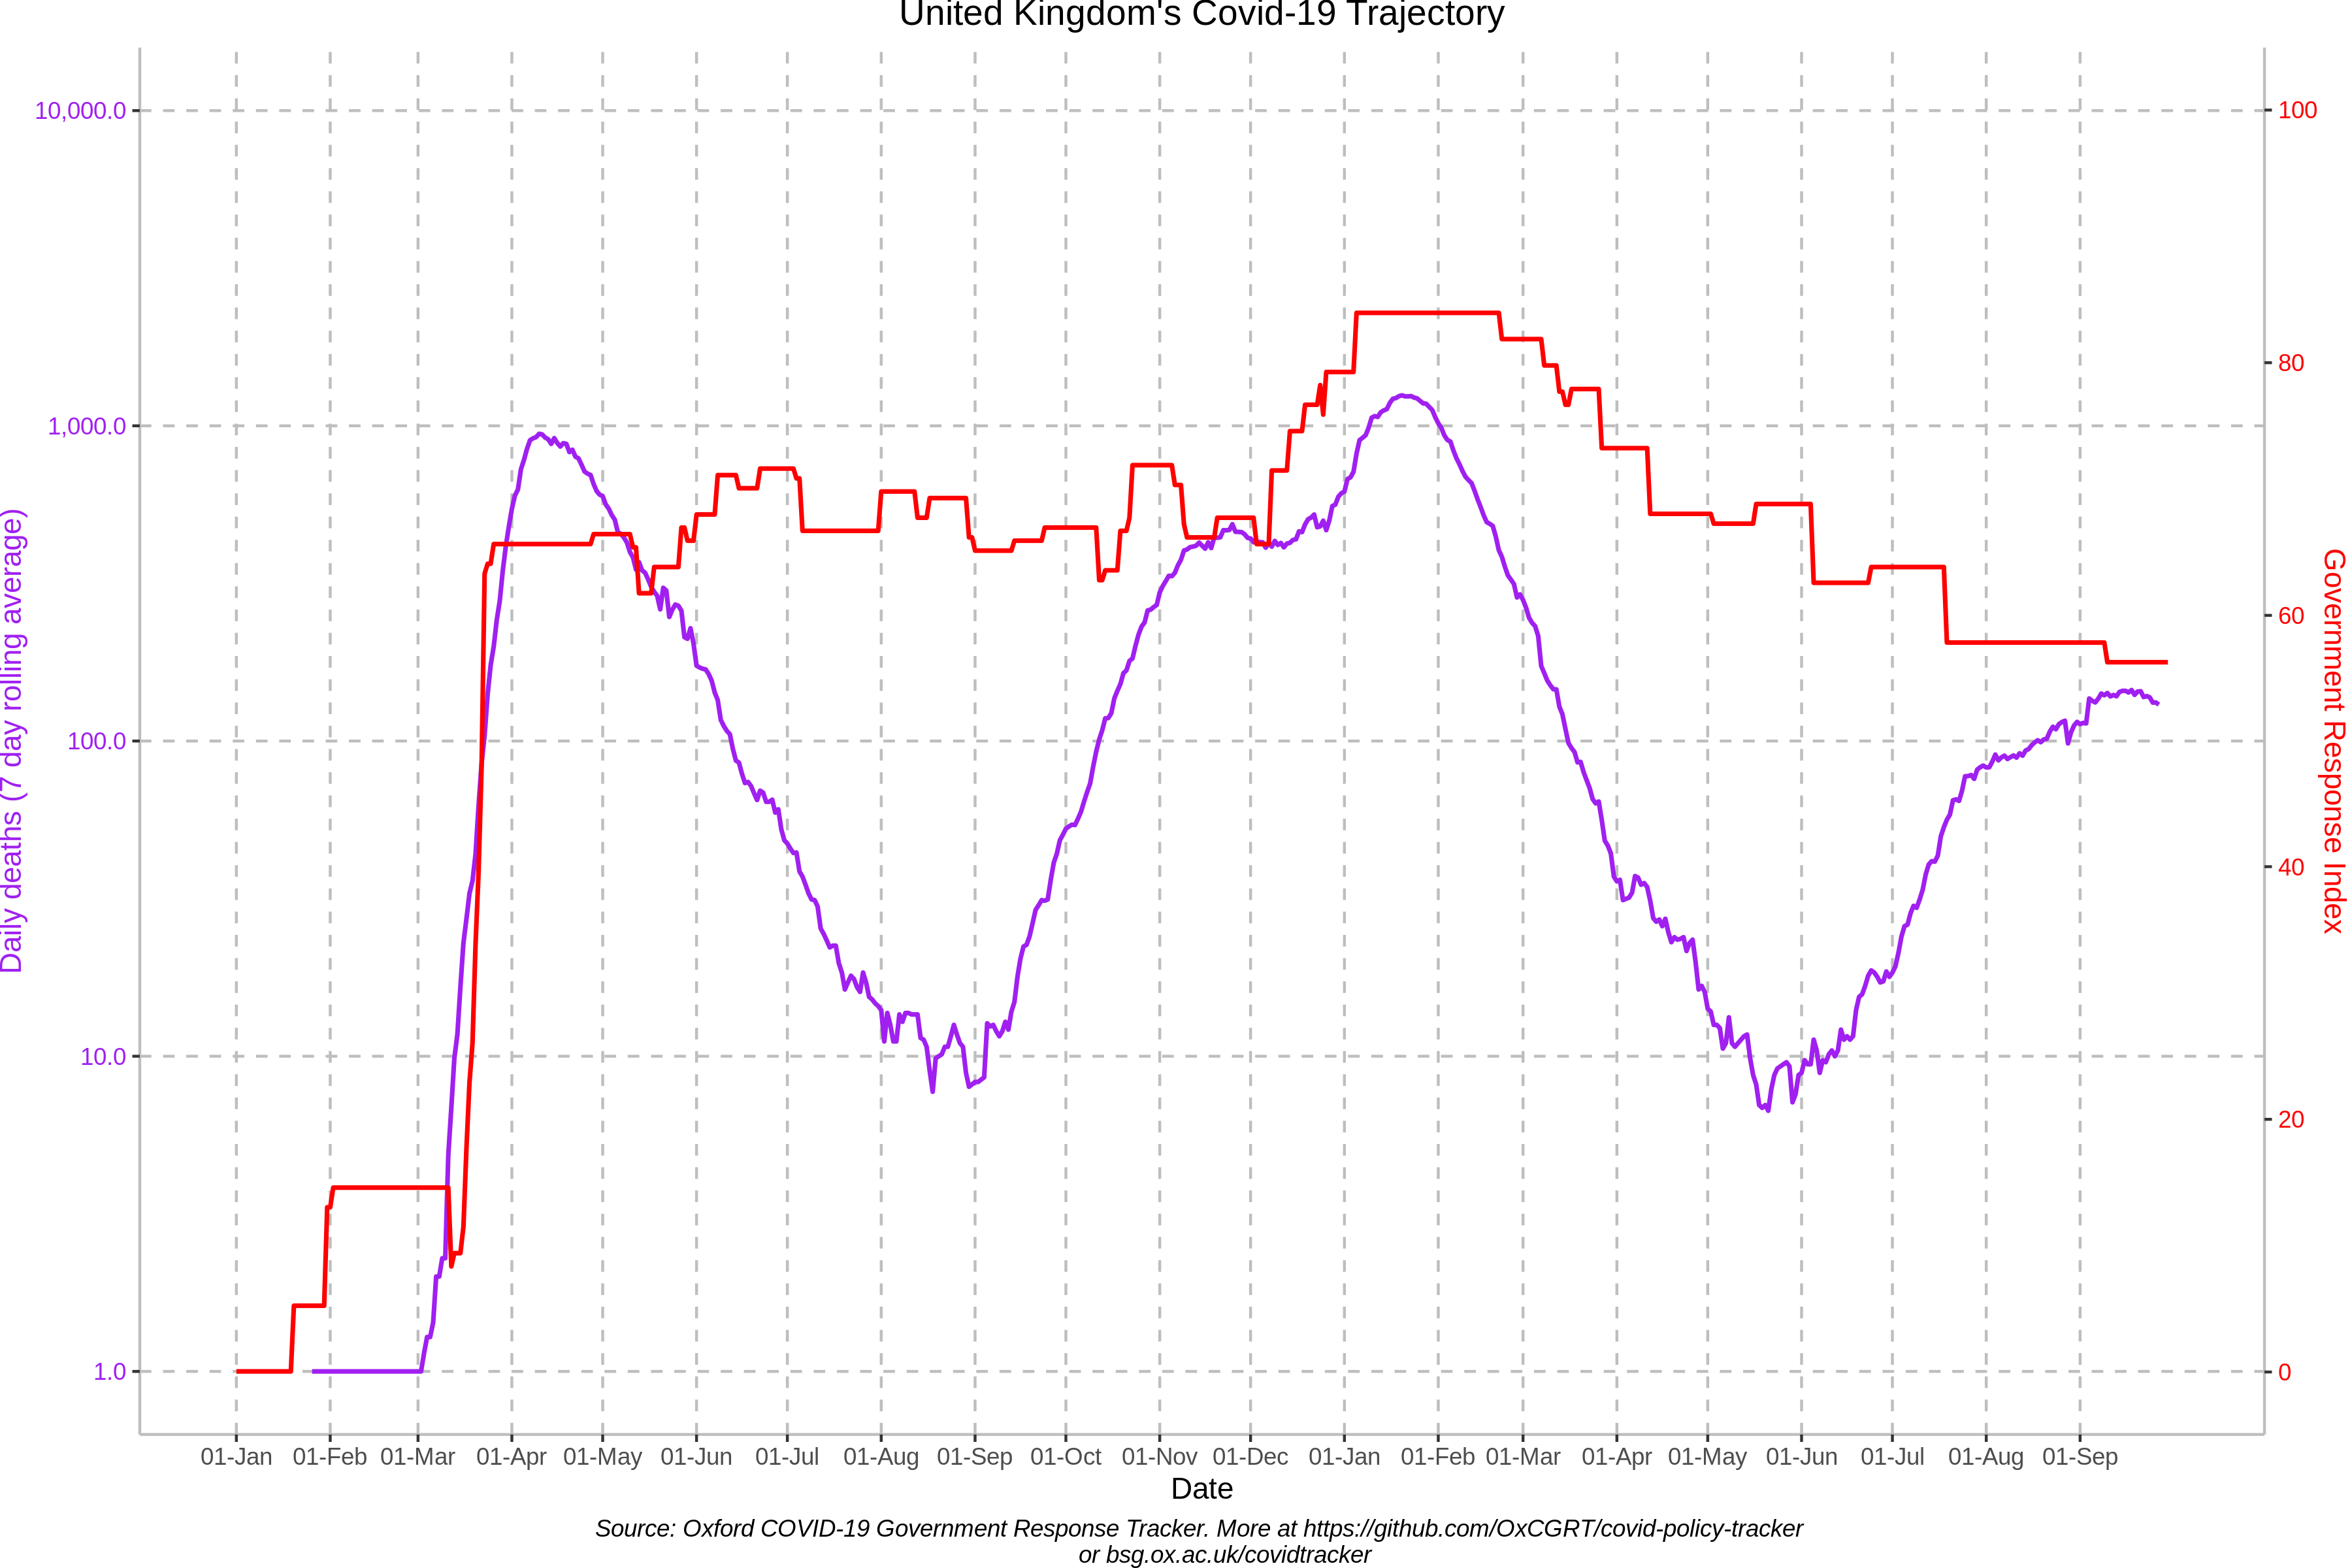 United Kingdom's Covid-19 Trajectory
10,000.0
1,000.0
100.0
10.0
1.0
Daily deaths (7 day rolling average)
100
80
60
40
20
0
Government Response Index
01-Jan 01-Feb 01-Mar 01-Apr 01-May 01-Jun 01-Jul 01-Aug 01-Sep 01-Oct 01-Nov 01-Dec 01-Jan 01-Feb 01-Mar 01-Apr 01-May 01-Jun 01-Jul 01-Aug 01-Sep
Date
Source: Oxford COVID-19 Government Response Tracker. More at https://github.com/OxCGRT/covid-policy-tracker
or bsg.ox.ac.uk/covidtracker